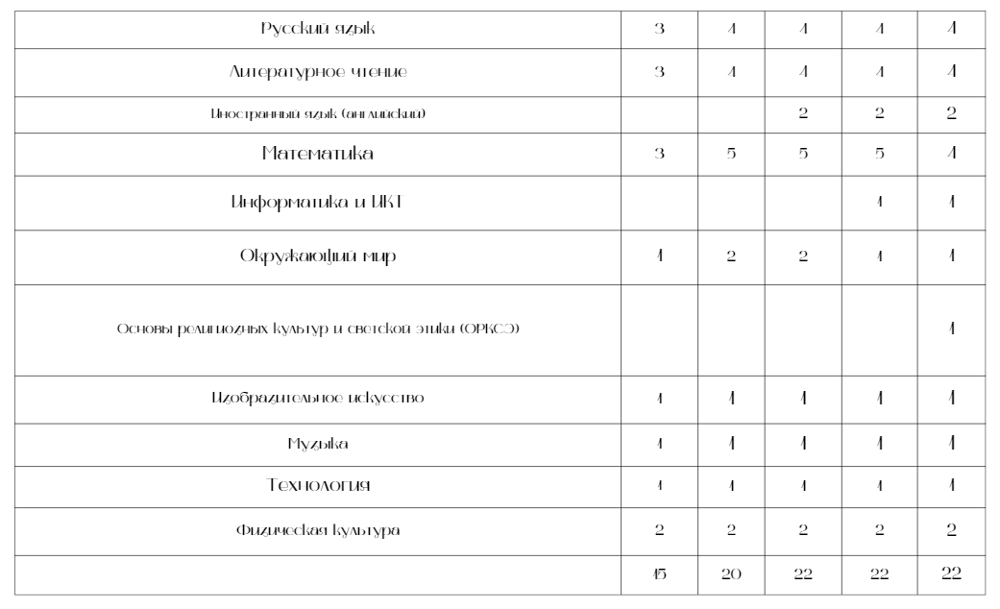 Русский язык 3 4 4 4 4
Литературное чтение 3 4 4 4 4
Иностранный язык (английский) 2 2 2
Математика 3 5 5 5 4
Информатика и ИКТ 1 1
Окружающий мир 1 2 2 1 1
Основы религиозных культур и светской этики (ОРКСЭ) 1
Изобразительное искусство 1 1 1 1 1
Музыка 1 1 1 1 1
Технология 1 1 1 1 1
Физическая культура 2 2 2 2 2
15 20 22 22 22